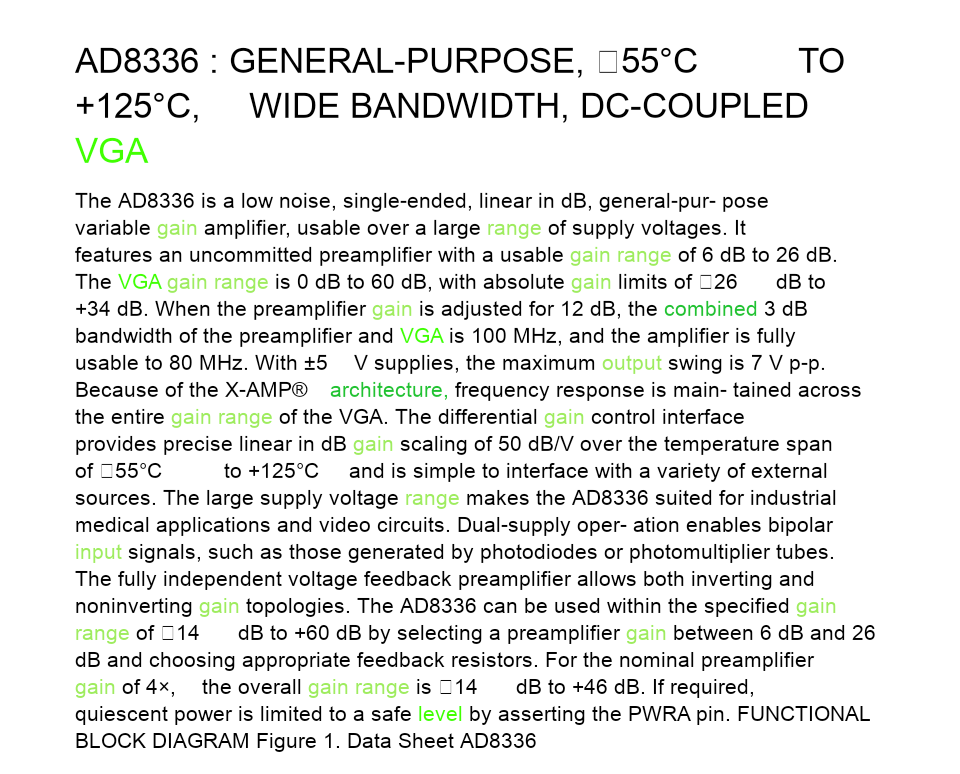 AD8336 : GENERAL-PURPOSE, □55°C TO
+125°C, WIDE BANDWIDTH, DC-COUPLED
VGA
The AD8336 is a low noise, single-ended, linear in dB, general-pur- pose
variable gain amplifier, usable over a large range of supply voltages. It
features an uncommitted preamplifier with a usable gain range of 6 dB to 26 dB.
The VGA gain range is 0 dB to 60 dB, with absolute gain limits of □26 dB to
+34 dB. When the preamplifier gain is adjusted for 12 dB, the combined 3 dB
bandwidth of the preamplifier and VGA is 100 MHz, and the amplifier is fully
usable to 80 MHz. With ±5 V supplies, the maximum output swing is 7 V p-p.
Because of the X-AMP® architecture, frequency response is main- tained across
the entire gain range of the VGA. The differential gain control interface
provides precise linear in dB gain scaling of 50 dB/V over the temperature span
of □55°C to +125°C and is simple to interface with a variety of external
sources. The large supply voltage range makes the AD8336 suited for industrial
medical applications and video circuits. Dual-supply oper- ation enables bipolar
input signals, such as those generated by photodiodes or photomultiplier tubes.
The fully independent voltage feedback preamplifier allows both inverting and
noninverting gain topologies. The AD8336 can be used within the specified gain
range of □14 dB to +60 dB by selecting a preamplifier gain between 6 dB and 26
dB and choosing appropriate feedback resistors. For the nominal preamplifier
gain of 4×, the overall gain range is □14 dB to +46 dB. If required,
quiescent power is limited to a safe level by asserting the PWRA pin. FUNCTIONAL
BLOCK DIAGRAM Figure 1. Data Sheet AD8336